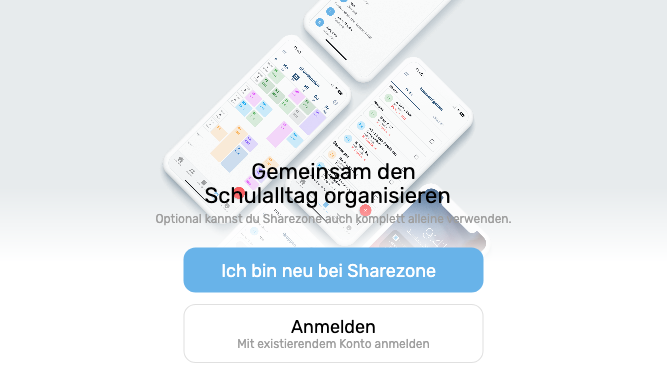 Gemeinsam den
Schulalltag organisieren
Optional kannst du Sharezone auch komplett alleine verwenden.
Ich bin neu bei Sharezone
Anmelden
Mit existierendem Konto anmelden